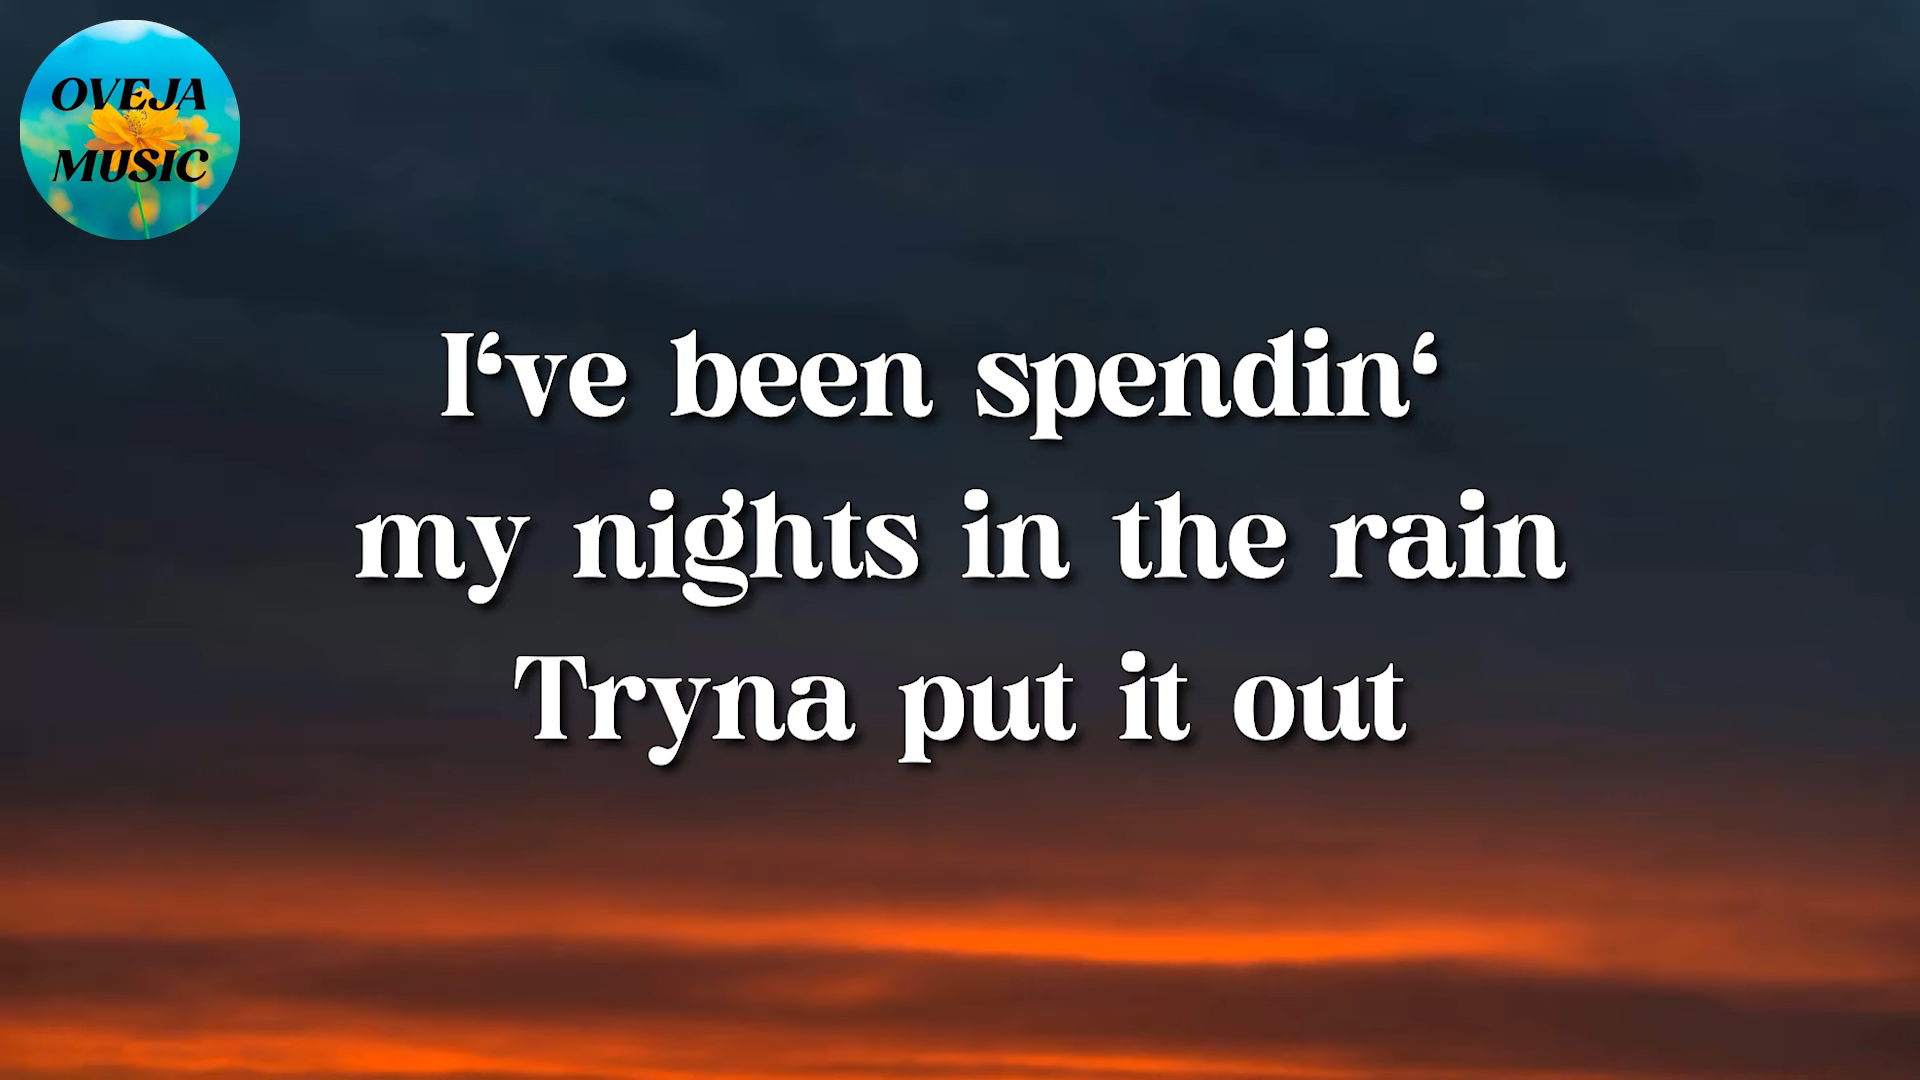 OVEJA
MUSIC
I‘ve been spendin‘
my nights in the rain
Tryna put it out